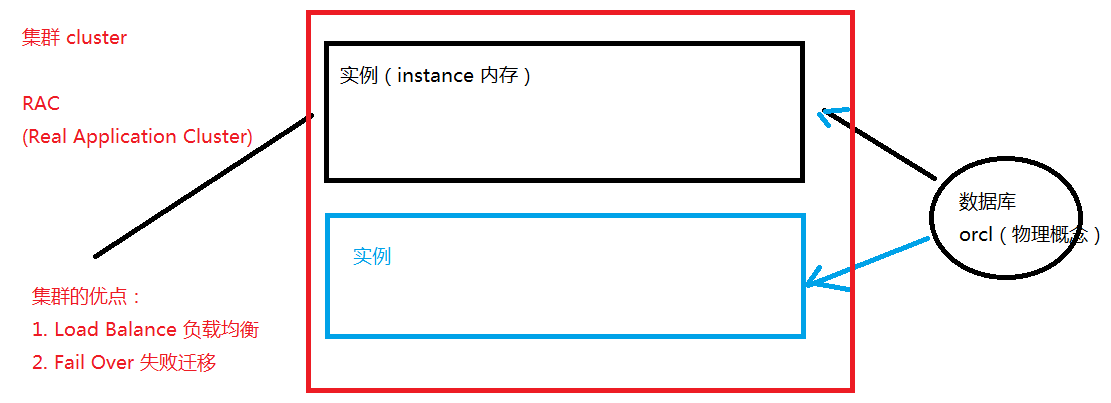 集群 cluster
RAC
(Real Application Cluster)
集群的优点：
1. Load Balance 负载均衡
2. Fail Over 失败迁移
实例（instance 内存）
实例
数据库
orcl（物理概念）